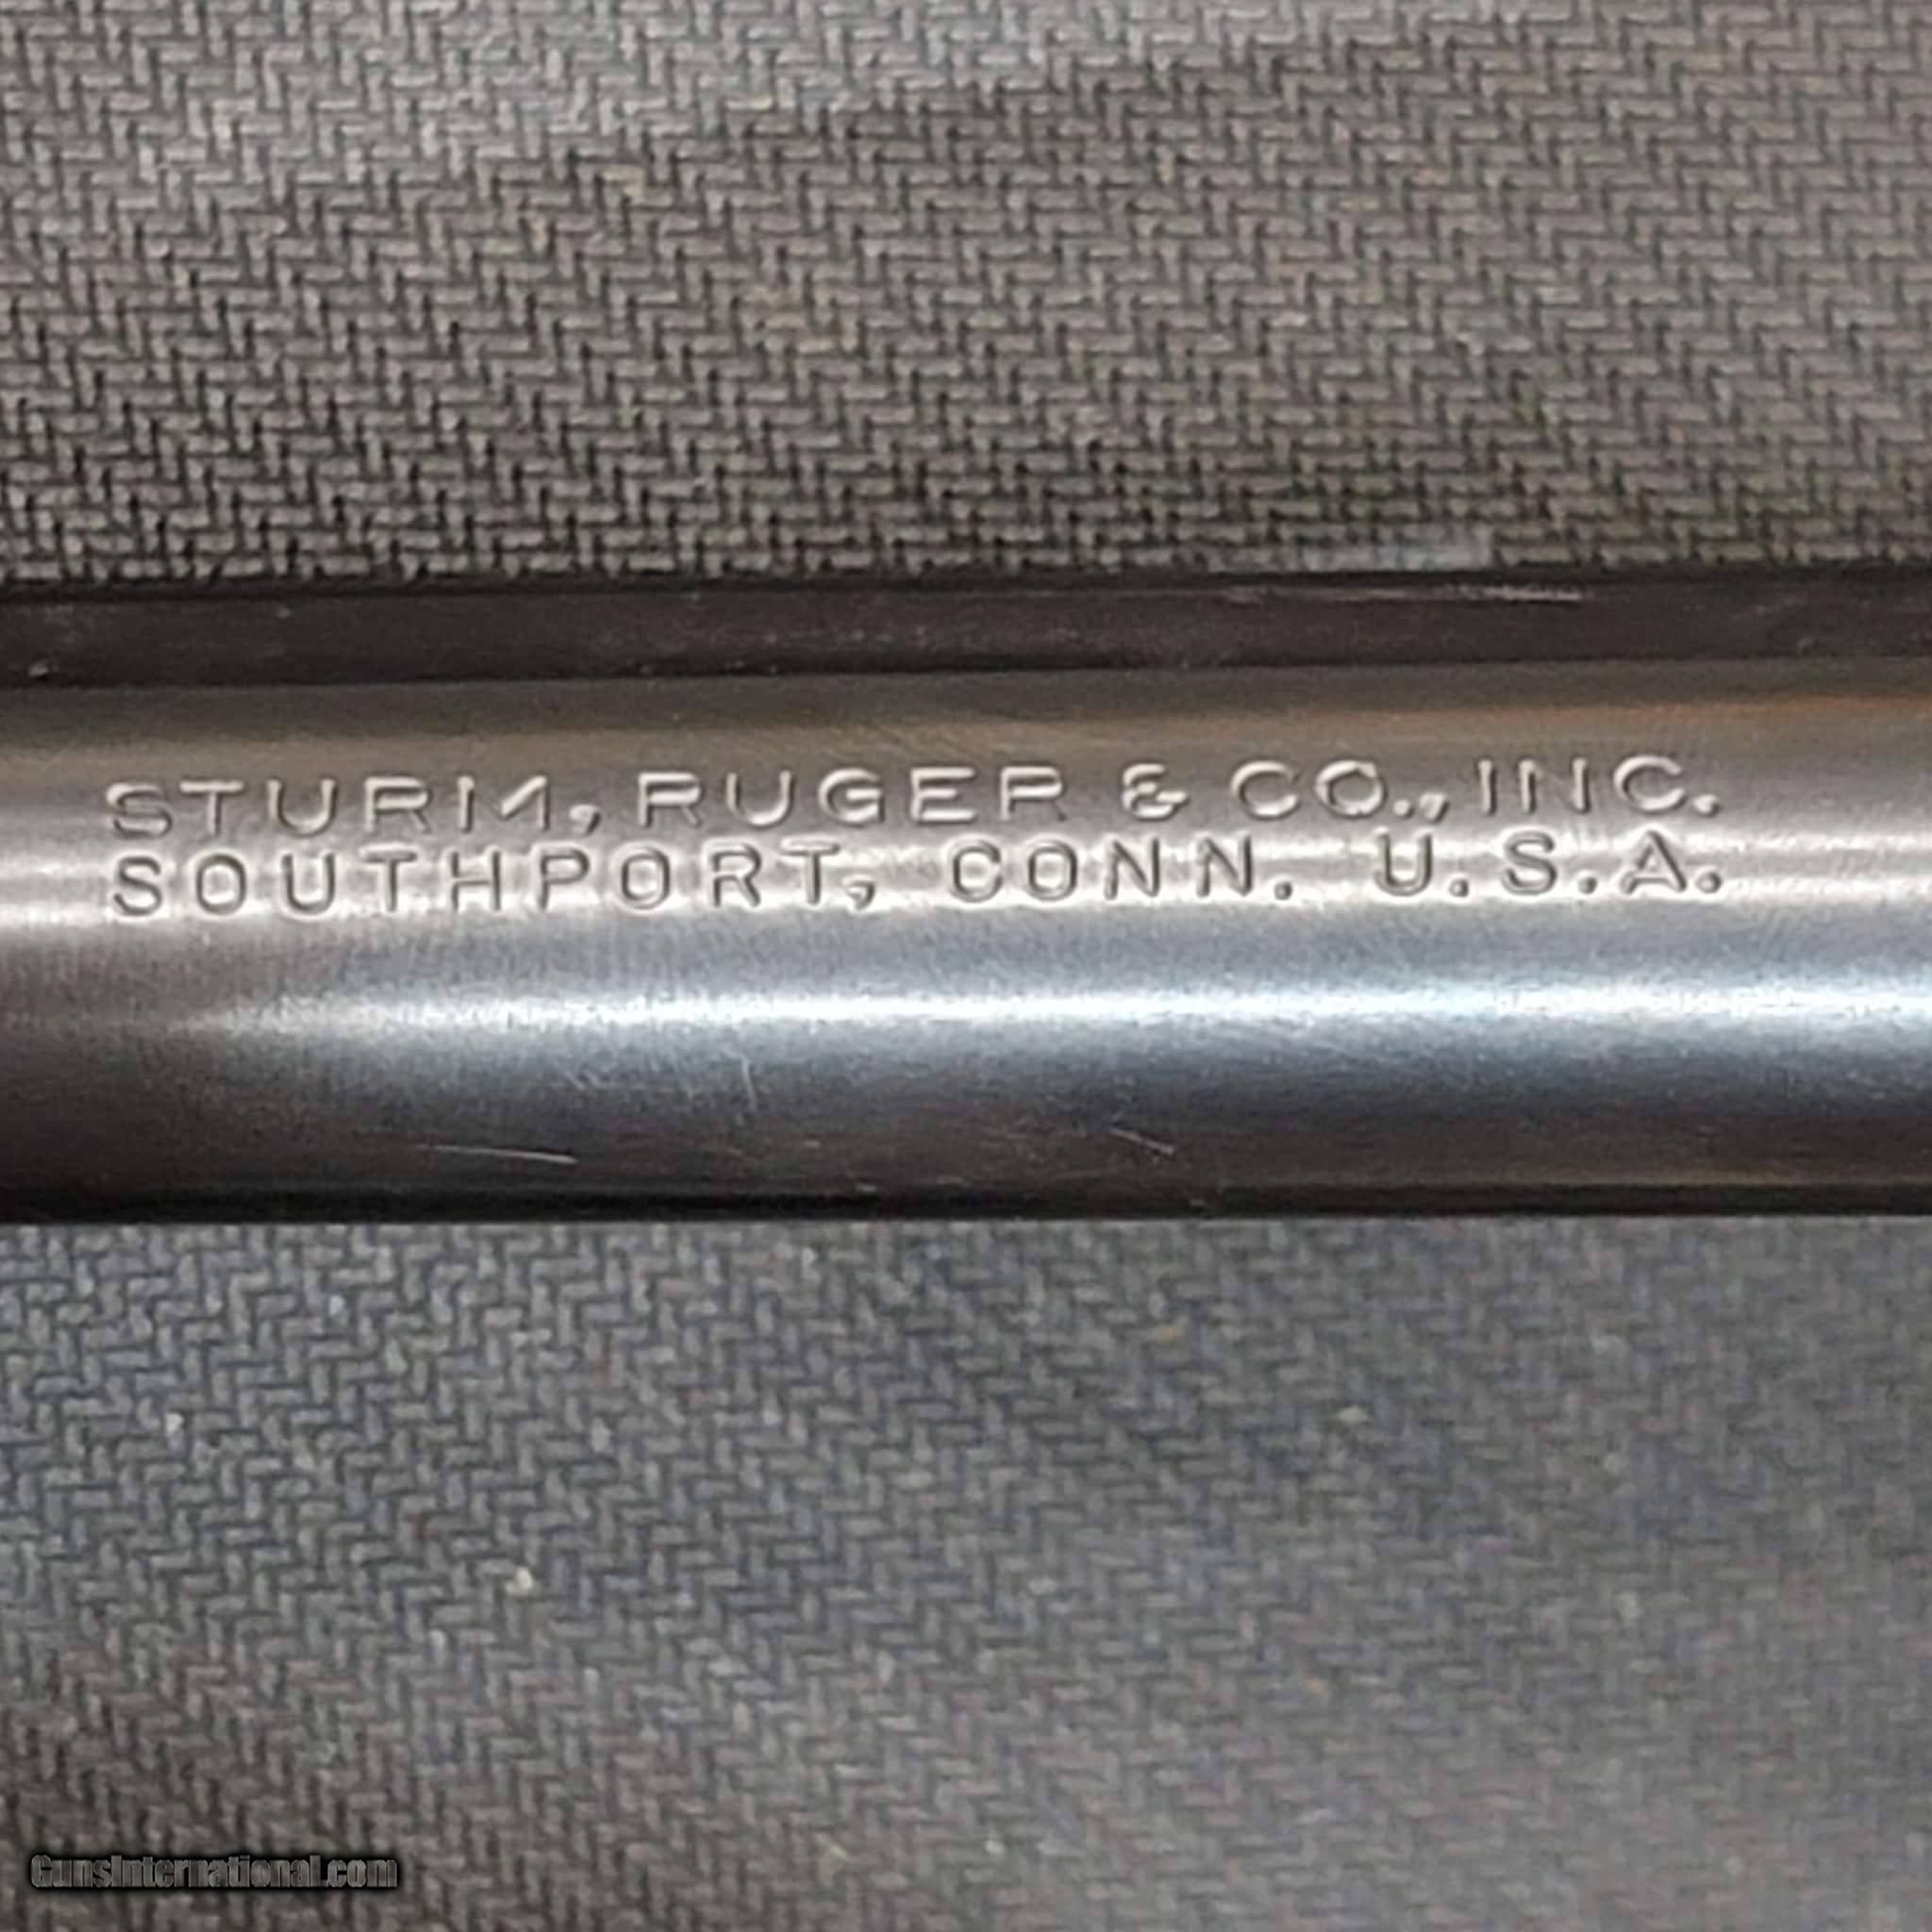 STURM, RUGER & CO., INC.
SOUTHPORT, CONN. U.S.A.
GunsInternational.com